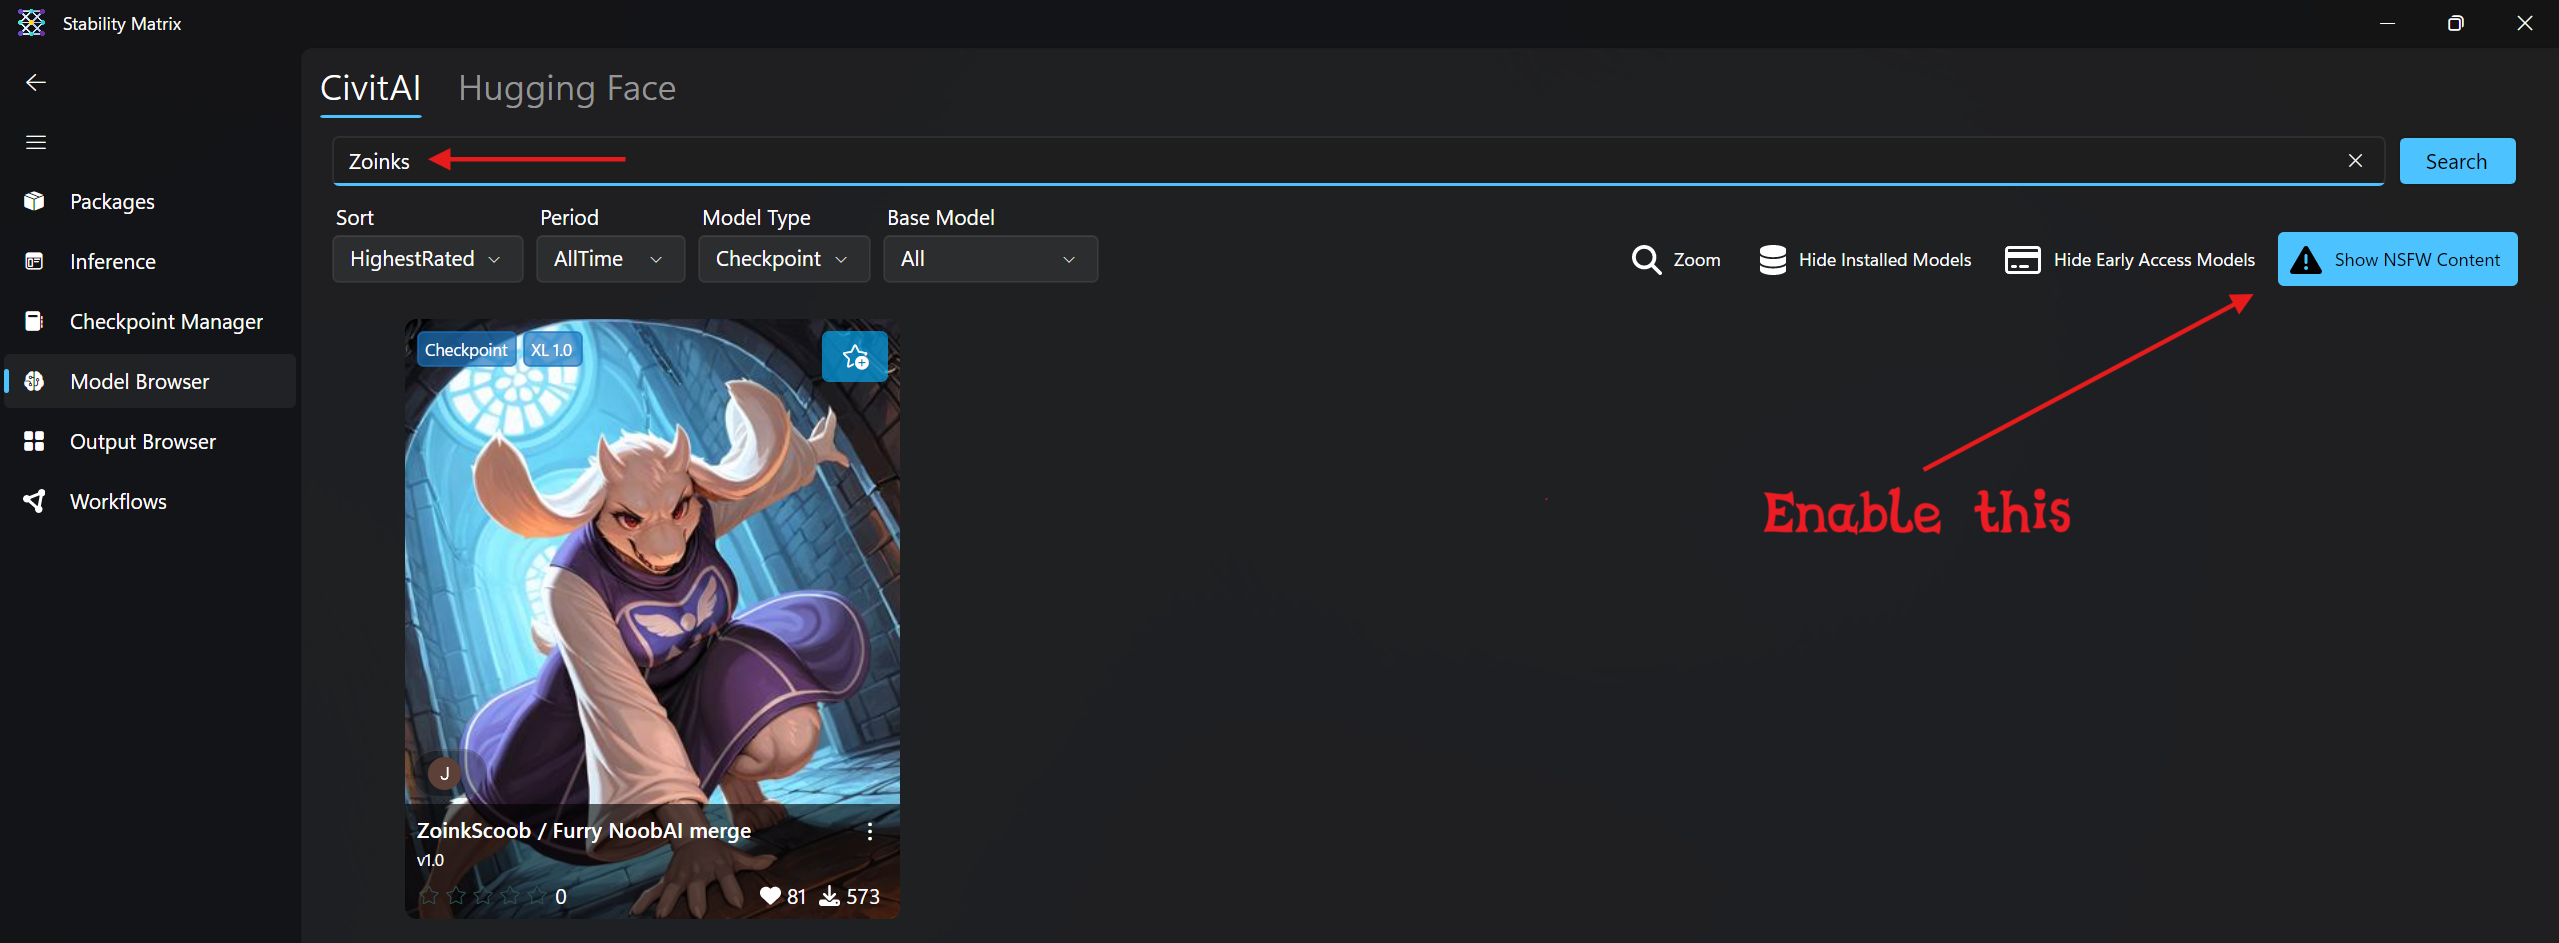 Stability Matrix
CivitAI Hugging Face
Zoinks
Search
Packages
Inference
Checkpoint Manager
Model Browser
Output Browser
Workflows
Sort Period Model Type Base Model
HighestRated AllTime Checkpoint All
Zoom Hide Installed Models Hide Early Access Models Show NSFW Content
Enable this
Checkpoint XL 1.0
J
ZoinkScoob / Furry NoobAI merge
v1.0
0 81 573